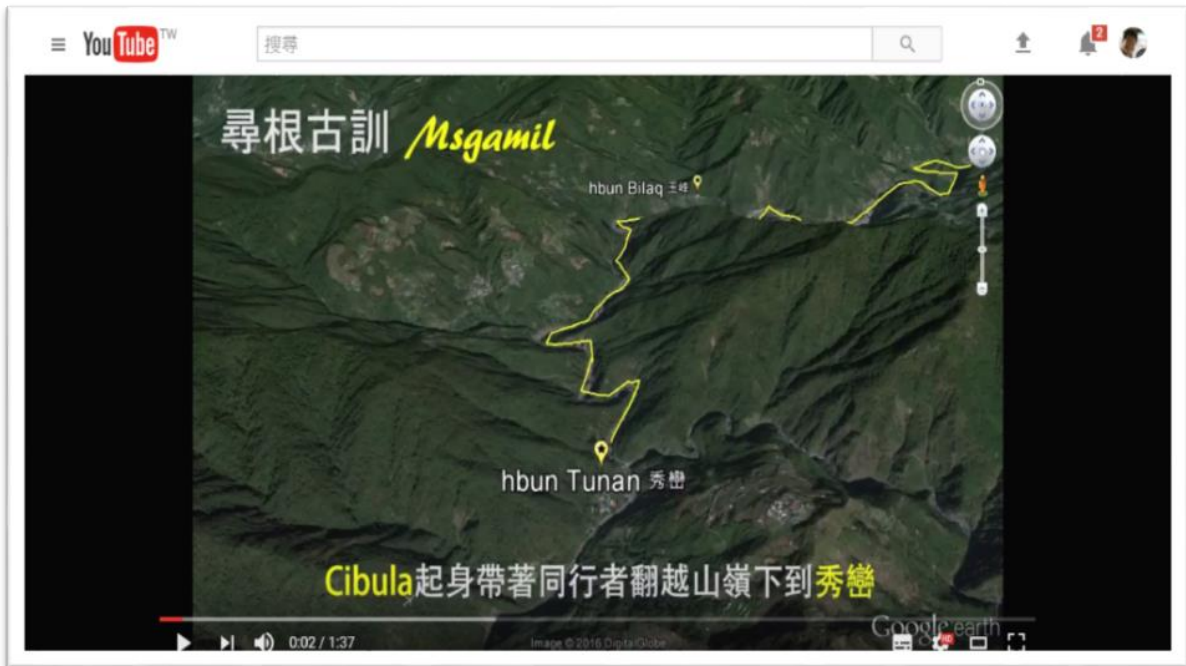 YouTube TW
搜尋
2
尋根古訓 Msgamil
hbun Bilaq 玉峰
hbun Tunan 秀巒
Cibula起身帶著同行者翻越山嶺下到秀巒
Google earth
0:02 / 1:37
Image © 2016 DigitalGlobe
HD